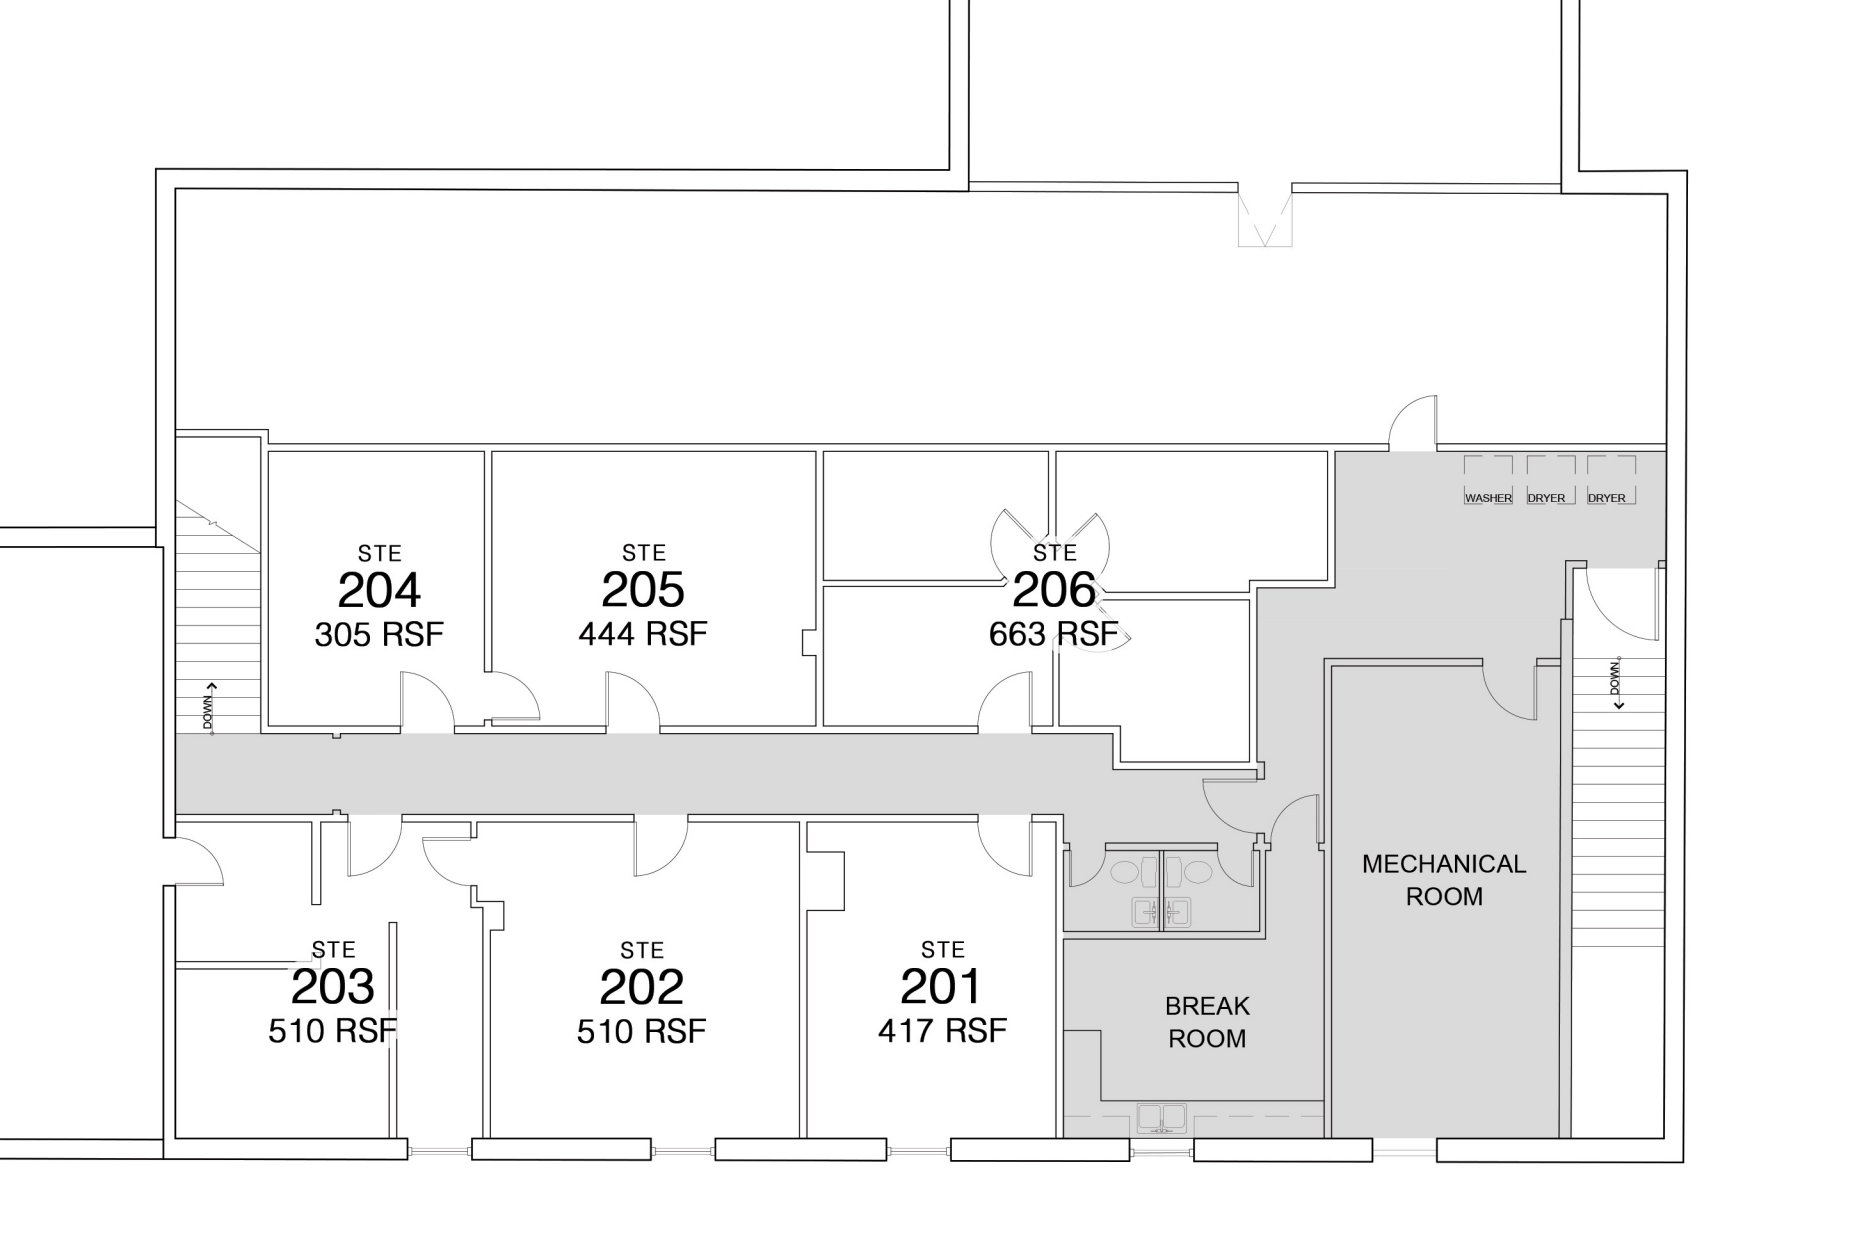 WASHER
DRYER
DRYER
STE
204
305 RSF
STE
205
444 RSF
STE
206
663 RSF
DOWN
DOWN
MECHANICAL
ROOM
STE
203
510 RSF
STE
202
510 RSF
STE
201
417 RSF
BREAK
ROOM